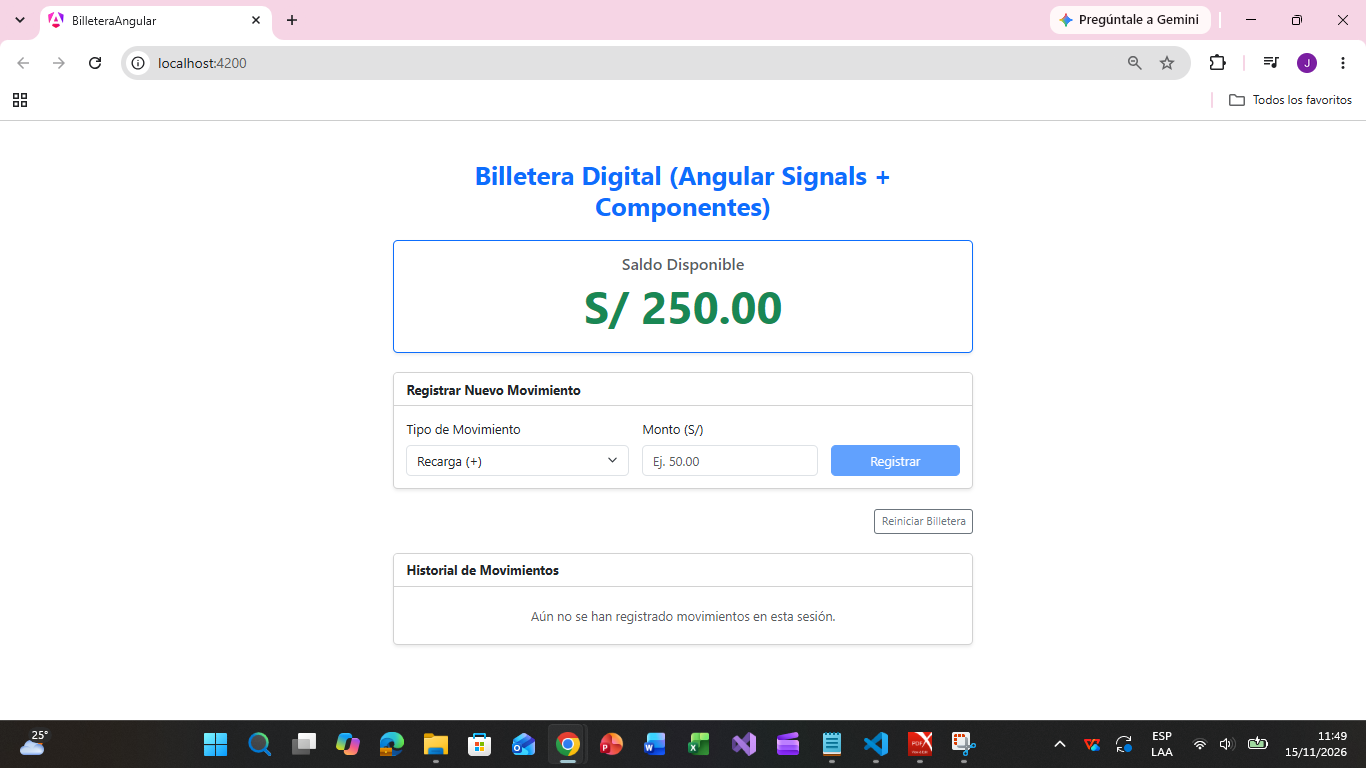 BilleteraAngular
Pregúntale a Gemini
localhost:4200
J
Todos los favoritos
Billetera Digital (Angular Signals +
Componentes)
Saldo Disponible
S/ 250.00
Registrar Nuevo Movimiento
Tipo de Movimiento
Monto (S/)
Recarga (+)
Ej. 50.00
Registrar
Reiniciar Billetera
Historial de Movimientos
Aún no se han registrado movimientos en esta sesión.
25°
ESP
LAA
11:49
15/11/2026